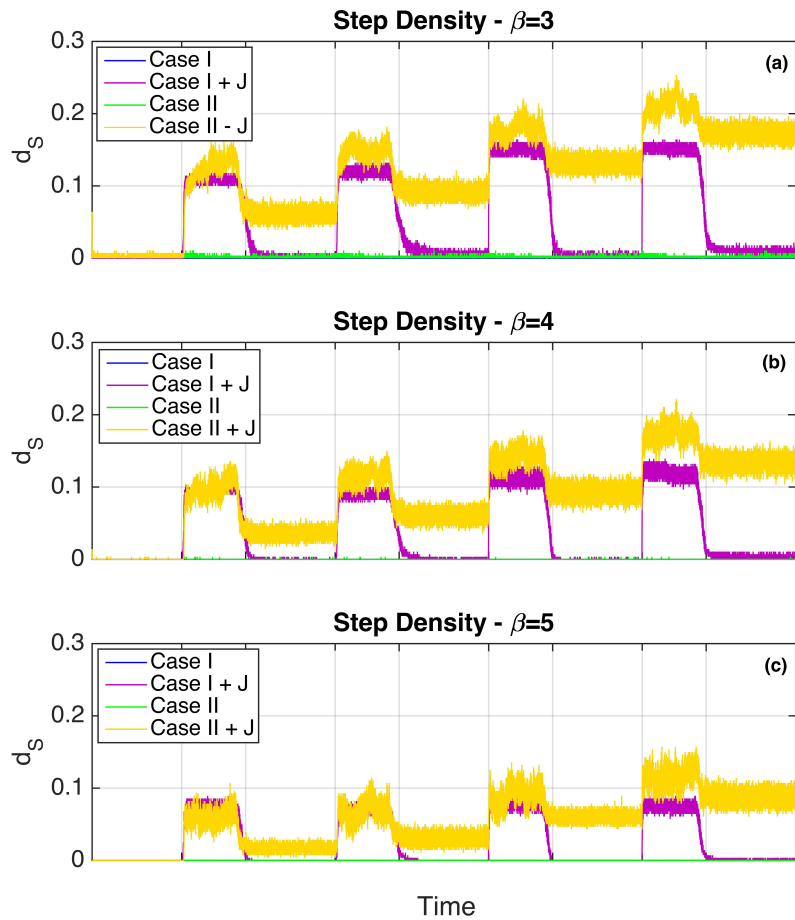 Step Density - β=3
0.3
0.2
0.1
0
d_S
Case I
Case I + J
Case II
Case II - J
(a)
Step Density - β=4
0.3
0.2
0.1
0
d_S
Case I
Case I + J
Case II
Case II + J
(b)
Step Density - β=5
0.3
0.2
0.1
0
d_S
Case I
Case I + J
Case II
Case II + J
(c)
Time